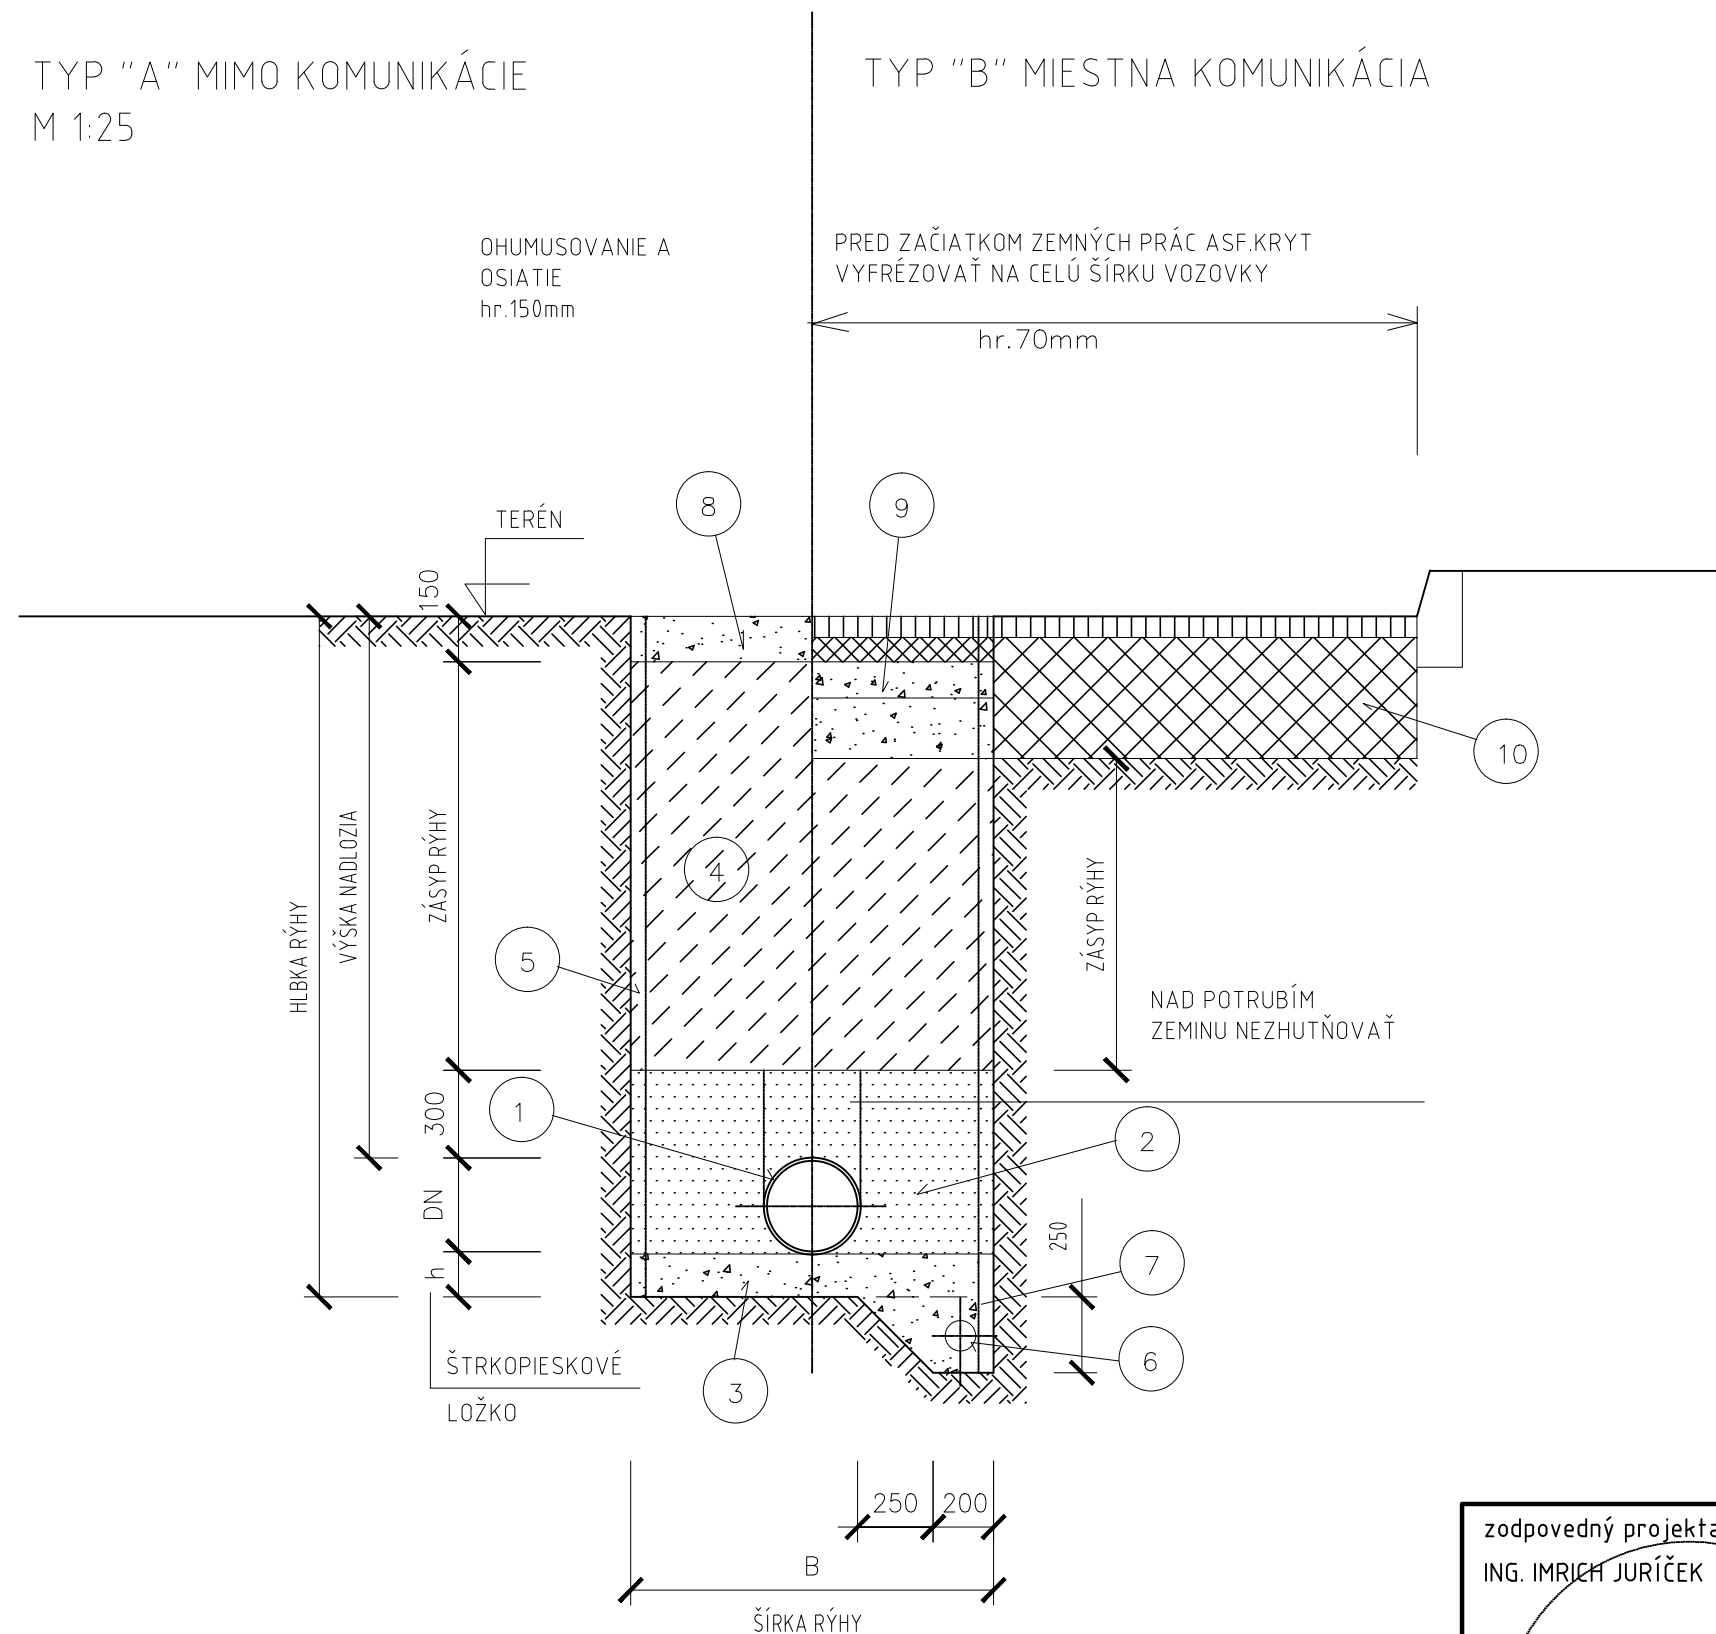 TYP "A" MIMO KOMUNIKÁCIE
M 1:25
TYP "B" MIESTNA KOMUNIKÁCIA
OHUMUSOVANIE A
OSIATIE
hr.150mm
PRED ZAČIATKOM ZEMNÝCH PRÁC ASF.KRYT
VYFRÉZOVAŤ NA CELÚ ŠÍRKU VOZOVKY
hr.70mm
8
9
TERÉN
150
10
HLBKA RÝHY
VÝŠKA NADLOZIA
ZÁSYP RÝHY
4
ZÁSYP RÝHY
5
NAD POTRUBÍM
ZEMINU NEZHUTŇOVAŤ
300
1
2
DN
250
7
h
6
ŠTRKOPIESKOVÉ
LOŽKO
3
250
200
B
ŠÍRKA RÝHY
zodpovedný projekta
ING. IMRICH JURÍČEK